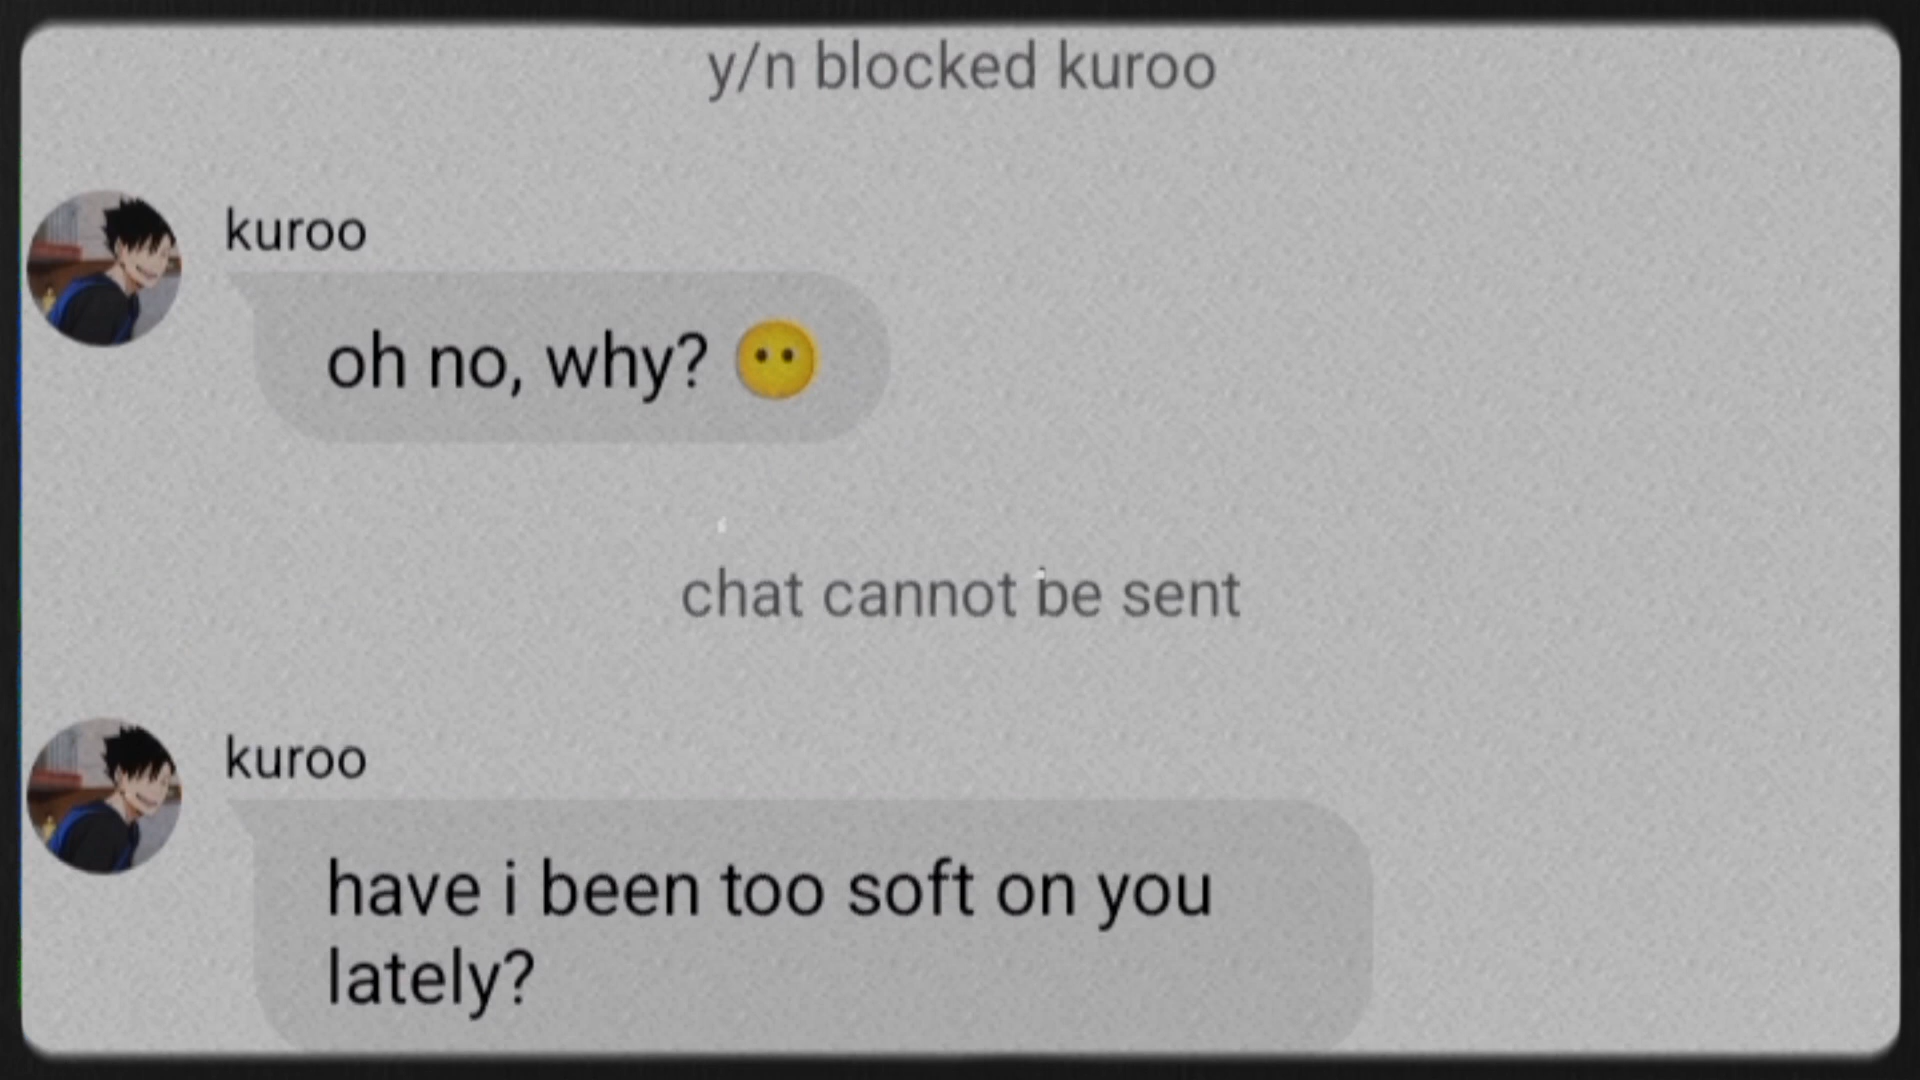 y/n blocked kuroo
kuroo
oh no, why? 😶
chat cannot be sent
kuroo
have i been too soft on you
lately?